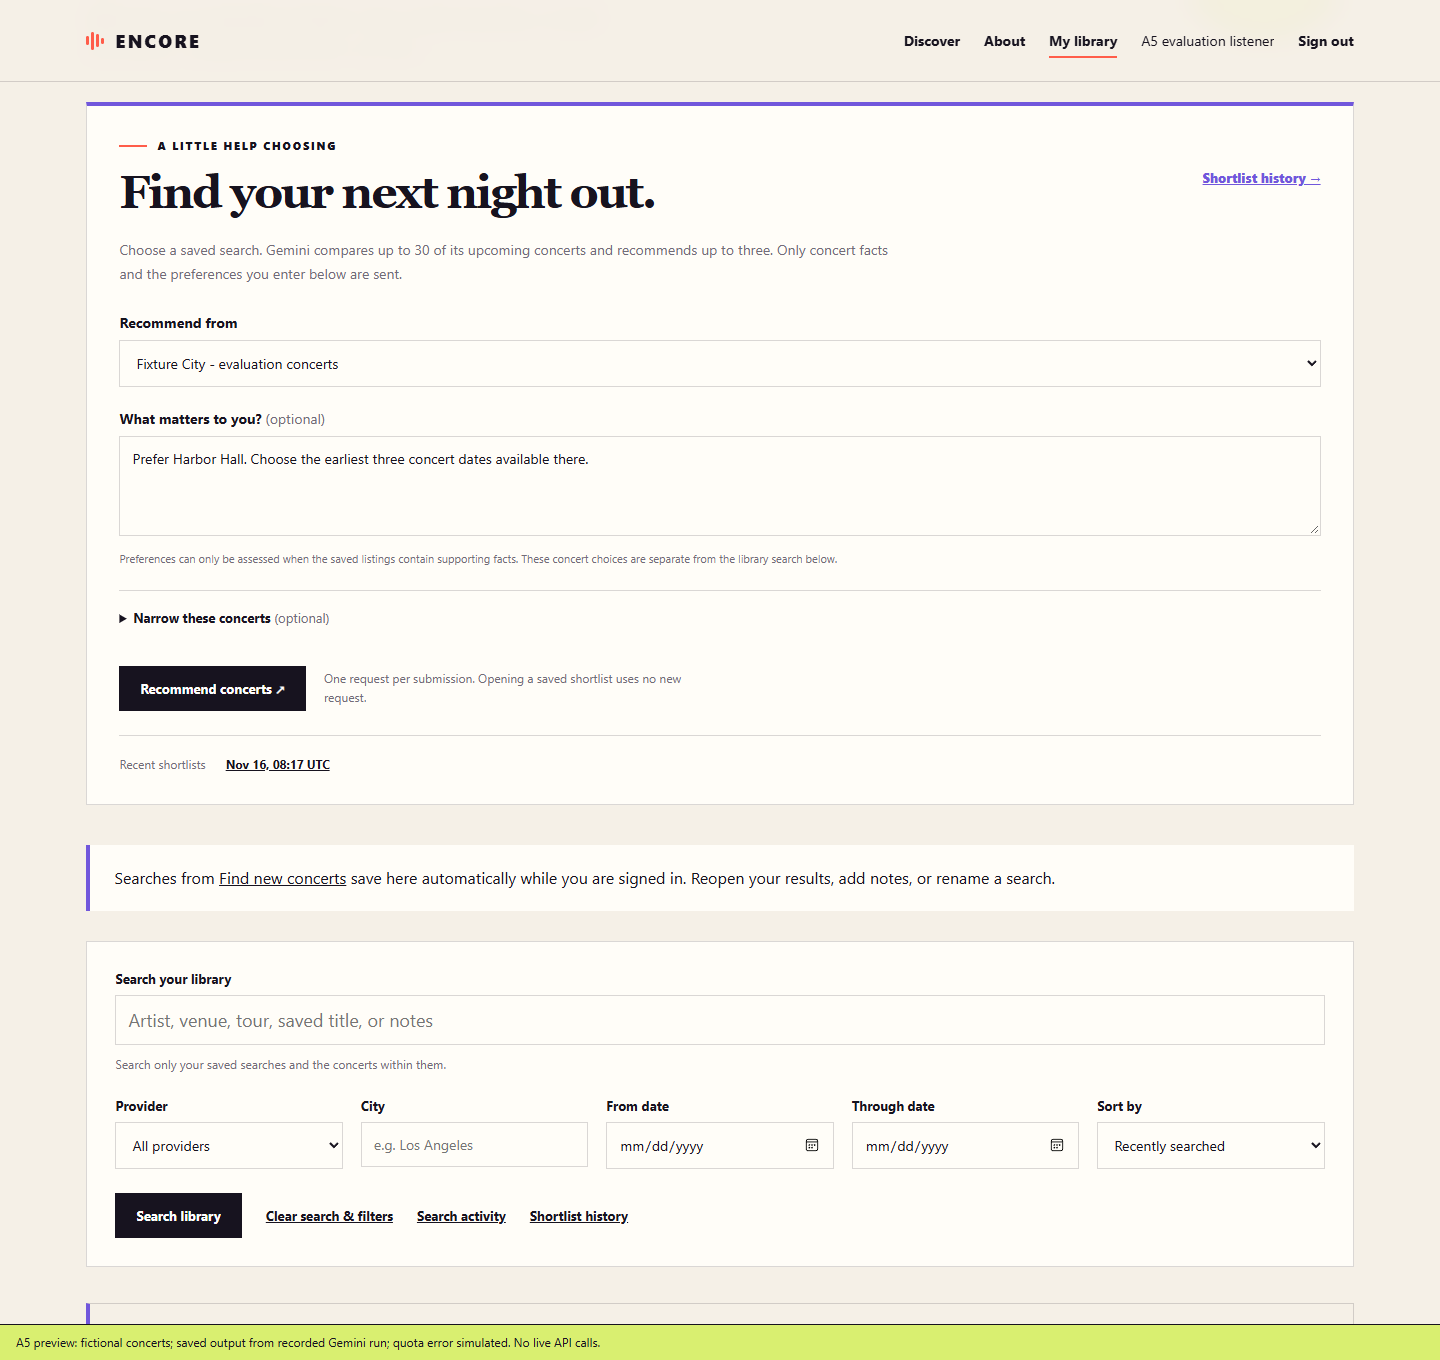 ENCORE
Discover About My library A5 evaluation listener Sign out
A LITTLE HELP CHOOSING
Find your next night out.
Shortlist history →
Choose a saved search. Gemini compares up to 30 of its upcoming concerts and recommends up to three. Only concert facts
and the preferences you enter below are sent.
Recommend from
Fixture City - evaluation concerts
What matters to you? (optional)
Prefer Harbor Hall. Choose the earliest three concert dates available there.
Preferences can only be assessed when the saved listings contain supporting facts. These concert choices are separate from the library search below.
▶ Narrow these concerts (optional)
Recommend concerts ↗
One request per submission. Opening a saved shortlist uses no new
request.
Recent shortlists Nov 16, 08:17 UTC
Searches from Find new concerts save here automatically while you are signed in. Reopen your results, add notes, or rename a search.
Search your library
Artist, venue, tour, saved title, or notes
Search only your saved searches and the concerts within them.
Provider City From date Through date Sort by
All providers e.g. Los Angeles mm/dd/yyyy mm/dd/yyyy Recently searched
Search library Clear search & filters Search activity Shortlist history
A5 preview: fictional concerts; saved output from recorded Gemini run; quota error simulated. No live API calls.